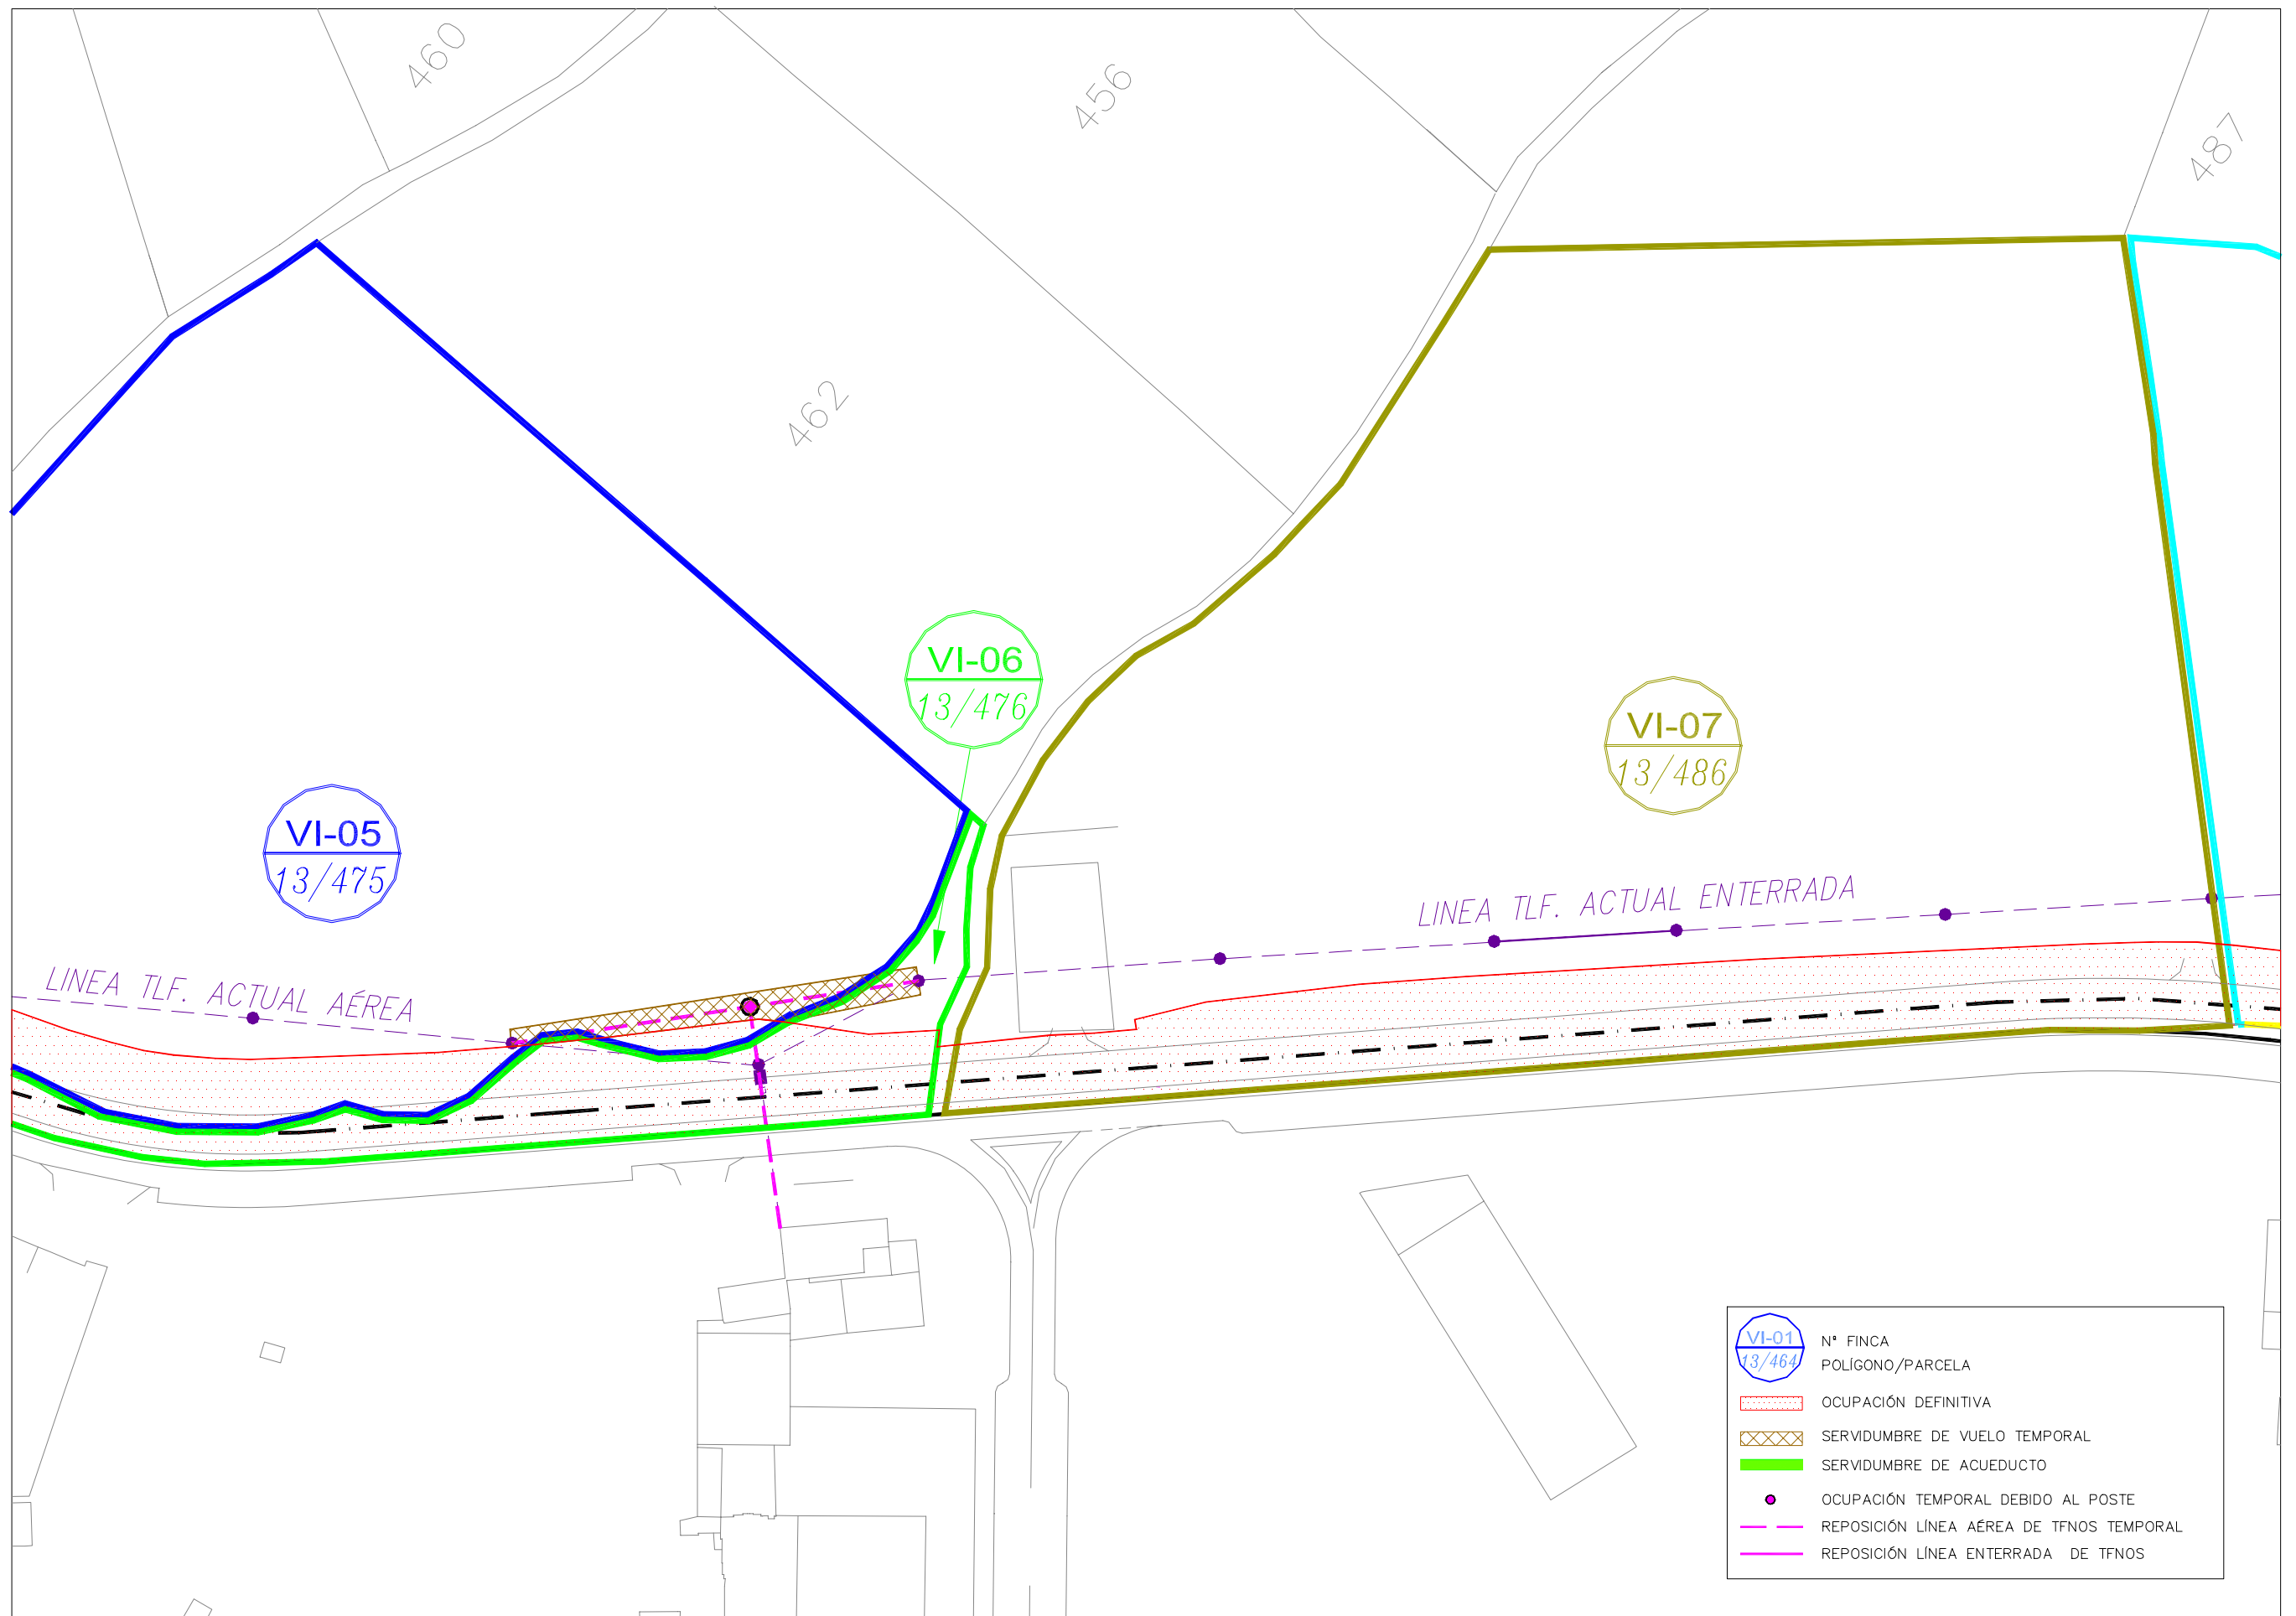 460
456
487
462
VI-06
13/476
VI-07
13/486
VI-05
13/475
LINEA TLF. ACTUAL ENTERRADA
LINEA TLF. ACTUAL AÉREA
VI-01
13/464
Nº FINCA
POLÍGONO/PARCELA
OCUPACIÓN DEFINITIVA
SERVIDUMBRE DE VUELO TEMPORAL
SERVIDUMBRE DE ACUEDUCTO
OCUPACIÓN TEMPORAL DEBIDO AL POSTE
REPOSICIÓN LÍNEA AÉREA DE TFNOS TEMPORAL
REPOSICIÓN LÍNEA ENTERRADA DE TFNOS